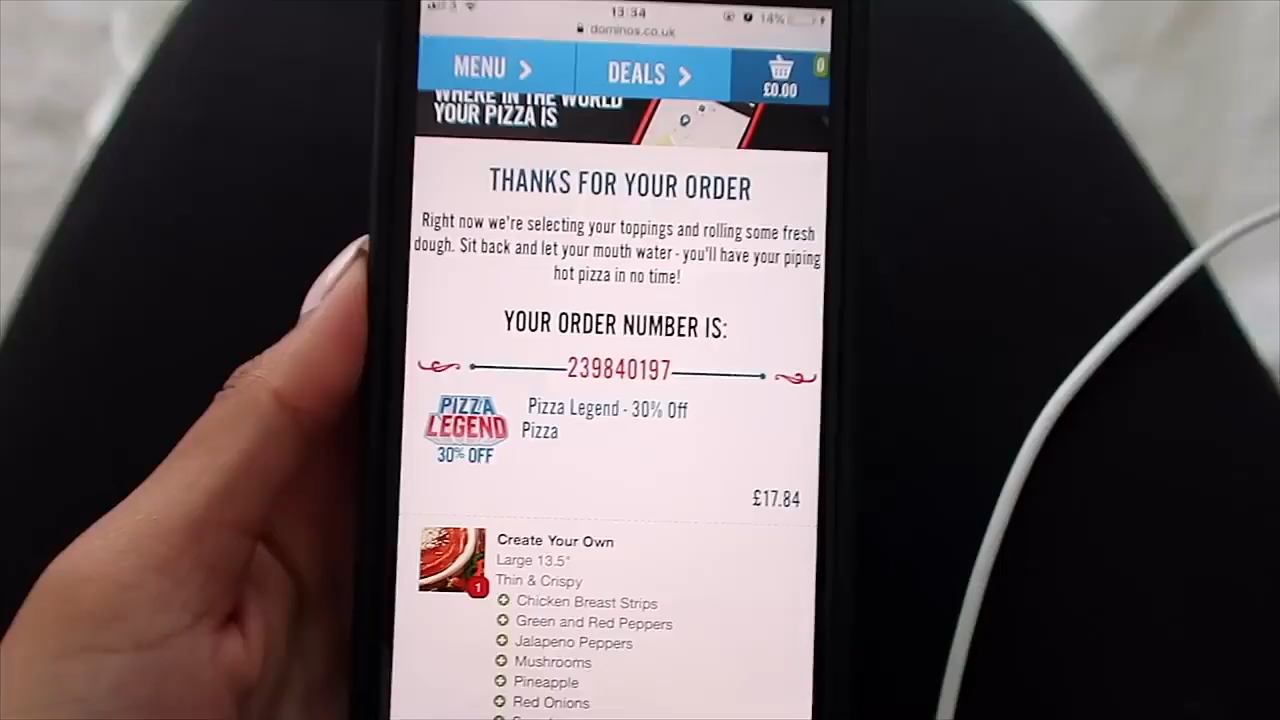 13:34
14%
dominos.co.uk
MENU
DEALS
0
£0.00
WHERE IN THE WORLD
YOUR PIZZA IS
THANKS FOR YOUR ORDER
Right now we're selecting your toppings and rolling some fresh
dough. Sit back and let your mouth water - you'll have your piping
hot pizza in no time!
YOUR ORDER NUMBER IS:
239840197
PIZZA
LEGEND
30% OFF
Pizza Legend - 30% Off
Pizza
£17.84
1
Create Your Own
Large 13.5"
Thin & Crispy
Chicken Breast Strips
Green and Red Peppers
Jalapeno Peppers
Mushrooms
Pineapple
Red Onions